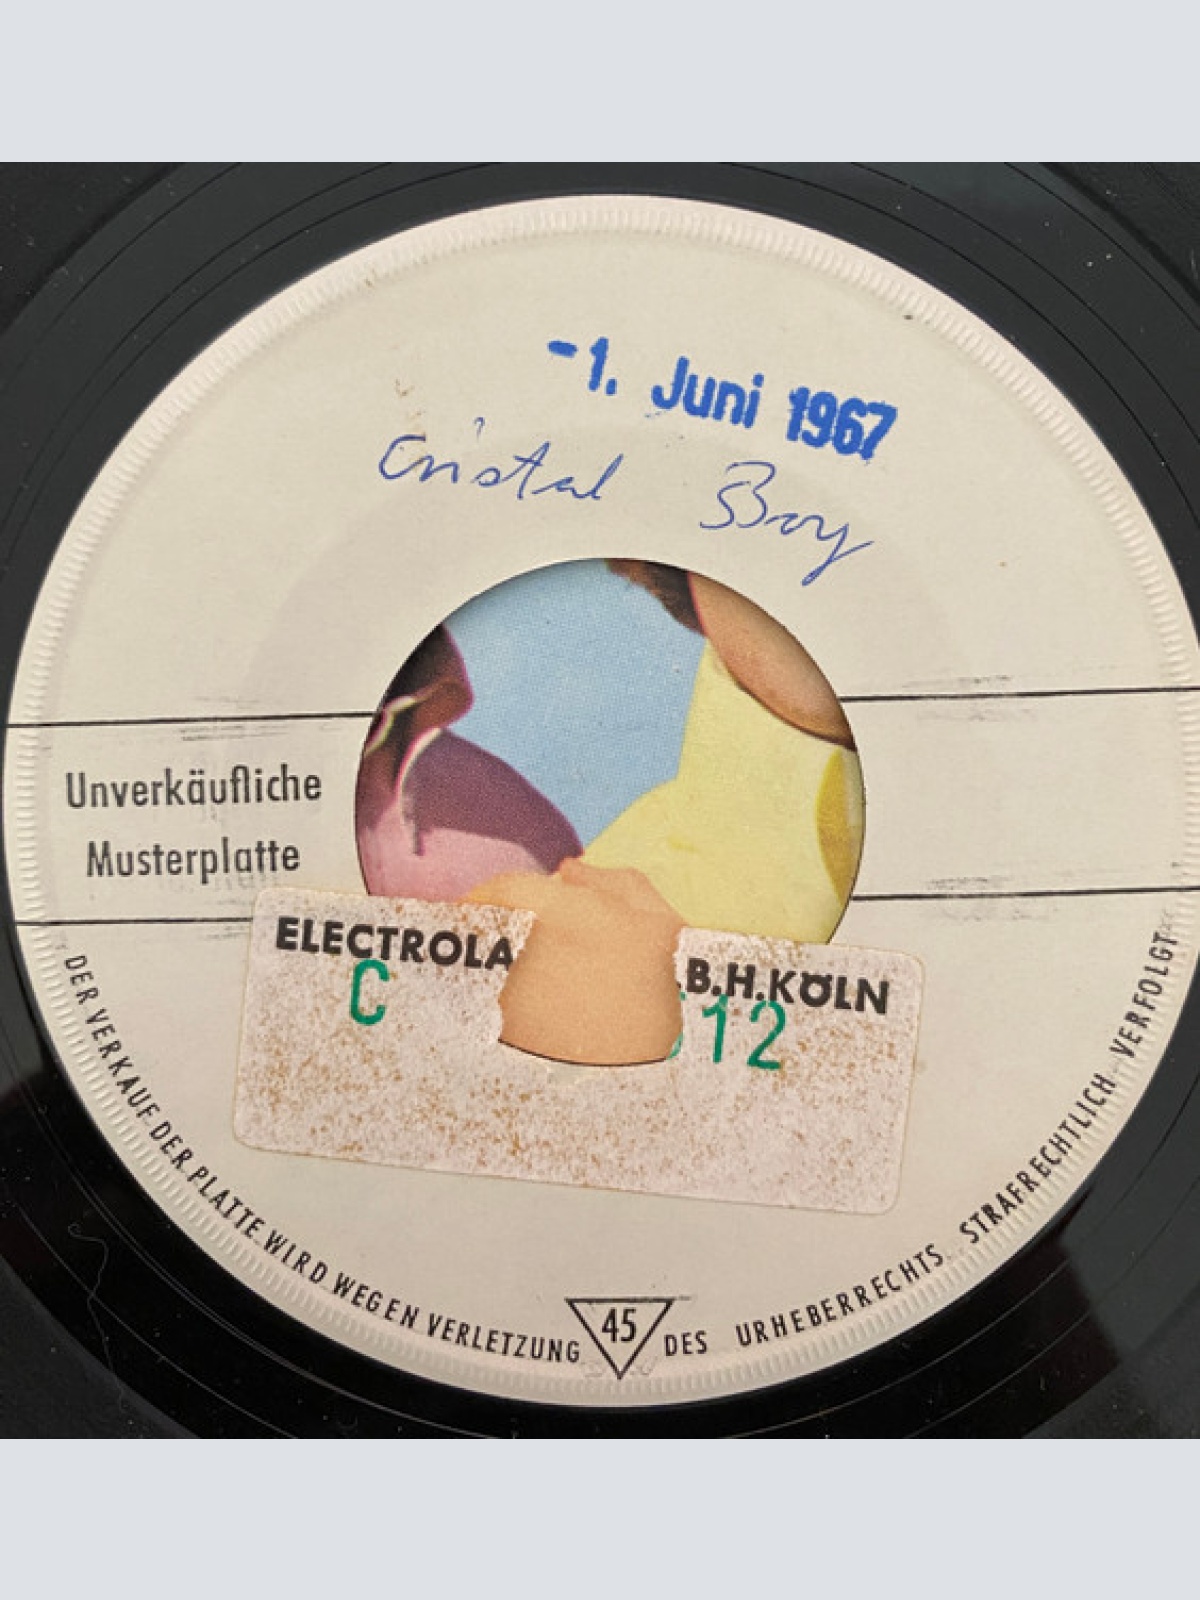 -1. Juni 1967
Cristal Boy
Unverkäufliche
Musterplatte
ELECTROLA .B.H.KÖLN
C 12
DER VERKAUF DER PLATTE WIRD WEGEN VERLETZUNG DES URHEBERRECHTS STRAFRECHTLICH VERFOLGT
45